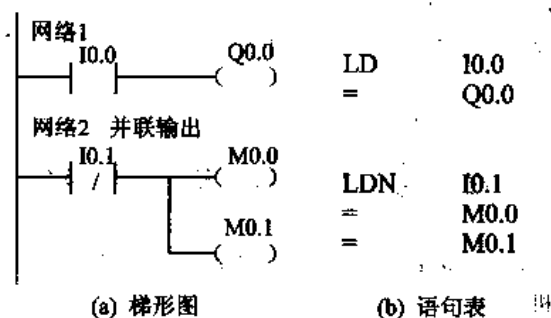 网络1
I0.0 Q0.0
网络2 并联输出
I0.1 M0.0
/
M0.1
(a) 梯形图
LD I0.0
= Q0.0
LDN I0.1
= M0.0
= M0.1
(b) 语句表